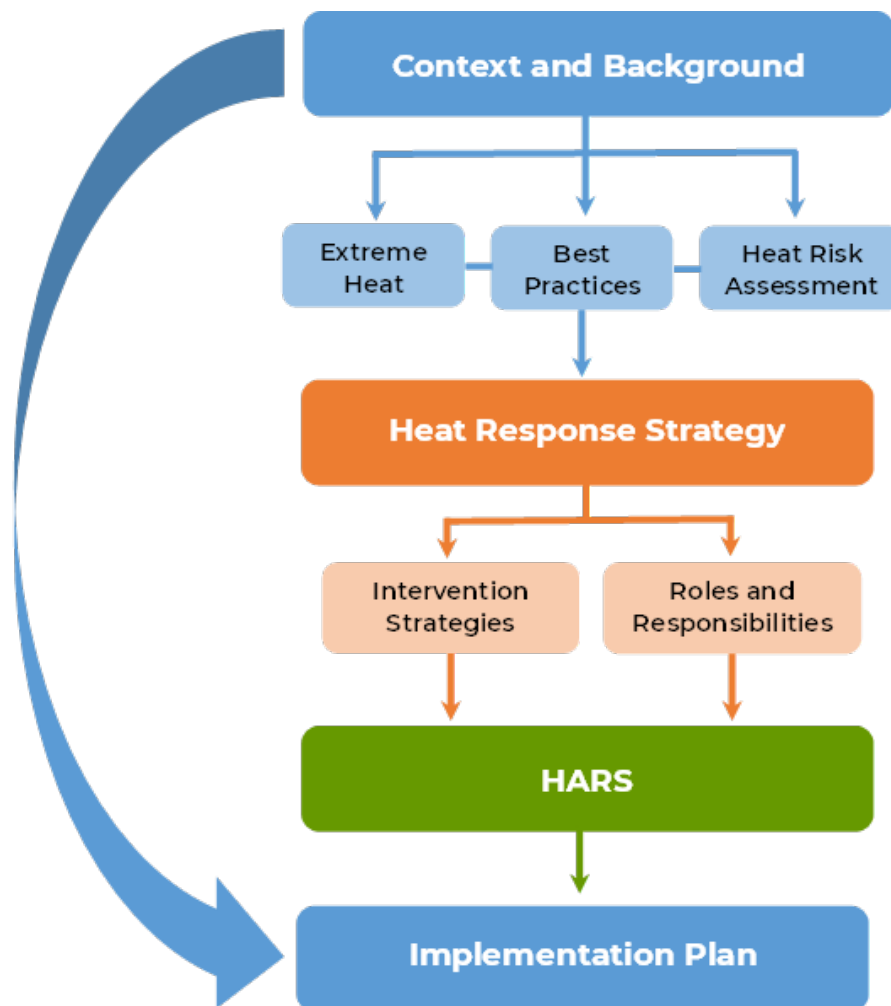 Context and Background
Extreme
Heat
Best
Practices
Heat Risk
Assessment
Heat Response Strategy
Intervention
Strategies
Roles and
Responsibilities
HARS
Implementation Plan